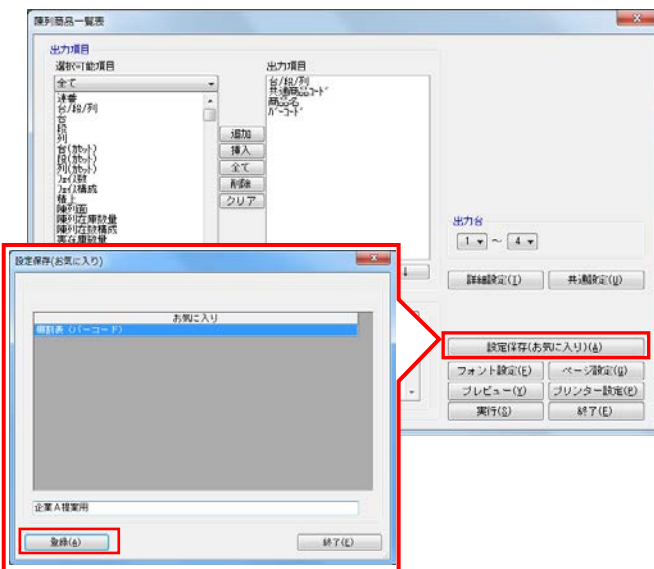 陳列商品一覧表
出力項目
選択可能項目
全て
連番
台/段/列
台
段
列
台(カセット)
段(カセット)
列(カセット)
フェイス数
フェイス構成
積上
陳列面
陳列在庫数量
陳列在数構成
実在庫数量
追加
挿入
全て
削除
クリア
出力項目
台/段/列
共通商品コード
商品名
バーコード
↓
出力台
1 ～ 4
詳細設定(I)
共通設定(U)
設定保存(お気に入り)(A)
フォント設定(F)
ページ設定(G)
プレビュー(V)
プリンター設定(P)
実行(S)
終了(E)
設定保存(お気に入り)
お気に入り
棚割表（バーコード）
企業A提案用
登録(A)
終了(E)